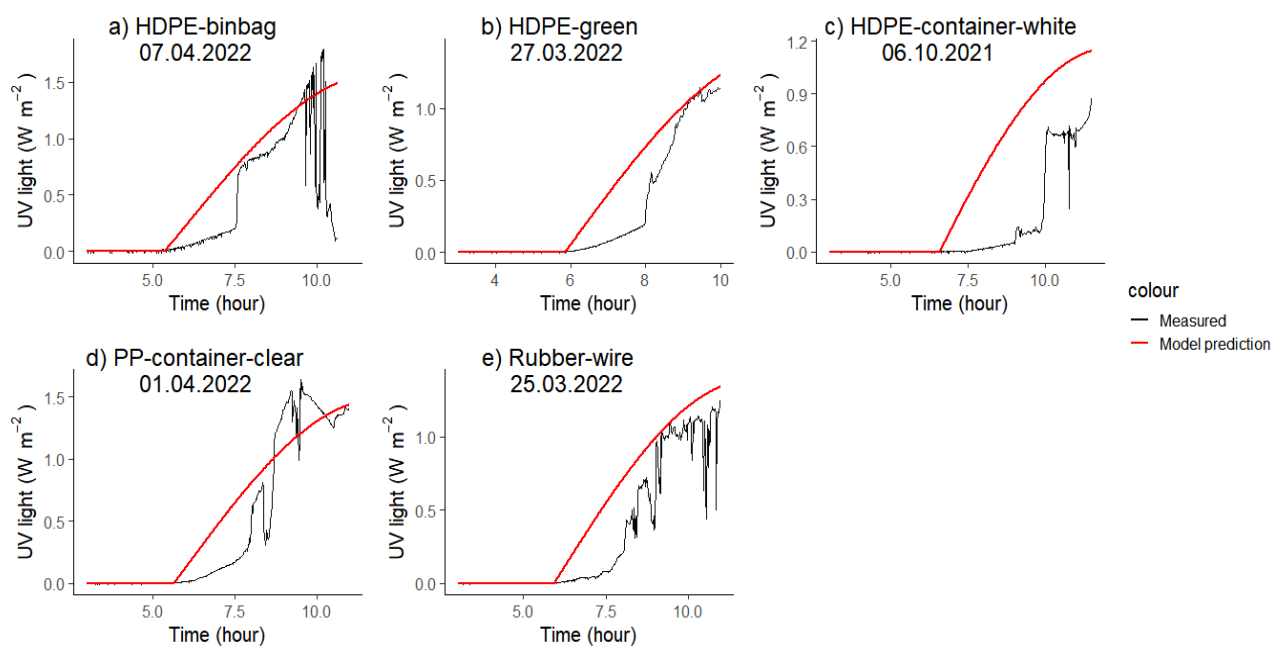 a) HDPE-binbag
07.04.2022
UV light (W m⁻²)
1.5
1.0
0.5
0.0
5.0 7.5 10.0
Time (hour)
b) HDPE-green
27.03.2022
UV light (W m⁻²)
1.0
0.5
0.0
4 6 8 10
Time (hour)
c) HDPE-container-white
06.10.2021
UV light (W m⁻²)
1.2
0.9
0.6
0.3
0.0
5.0 7.5 10.0
Time (hour)
colour
Measured
Model prediction
d) PP-container-clear
01.04.2022
UV light (W m⁻²)
1.5
1.0
0.5
0.0
5.0 7.5 10.0
Time (hour)
e) Rubber-wire
25.03.2022
UV light (W m⁻²)
1.0
0.5
0.0
5.0 7.5 10.0
Time (hour)